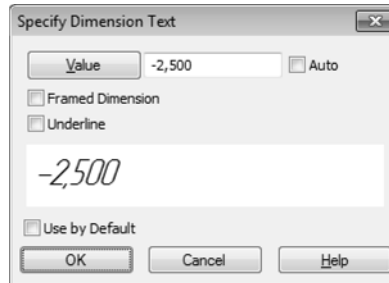 Specify Dimension Text
Value -2,500 Auto
Framed Dimension
Underline
-2,500
Use by Default
OK Cancel Help